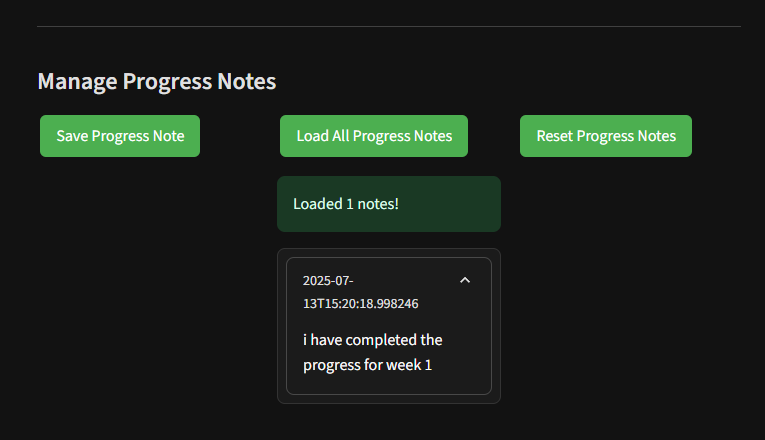 Manage Progress Notes
Save Progress Note
Load All Progress Notes
Reset Progress Notes
Loaded 1 notes!
2025-07-
13T15:20:18.998246
i have completed the
progress for week 1